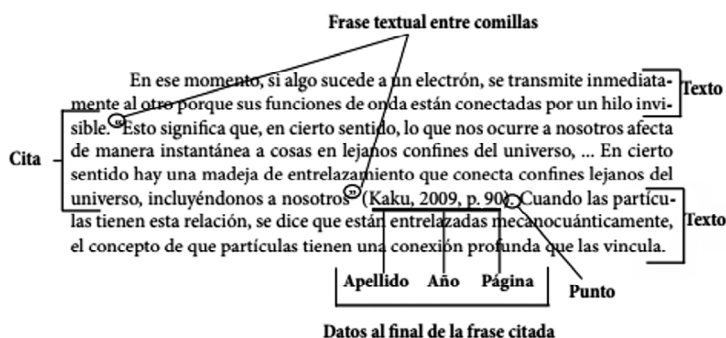 Frase textual entre comillas
En ese momento, si algo sucede a un electrón, se transmite inmediata-
mente al otro porque sus funciones de onda están conectadas por un hilo invi-
sible. “Esto significa que, en cierto sentido, lo que nos ocurre a nosotros afecta
de manera instantánea a cosas en lejanos confines del universo, ... En cierto
sentido hay una madeja de entrelazamiento que conecta confines lejanos del
universo, incluyéndonos a nosotros” (Kaku, 2009, p. 90). Cuando las partícu-
las tienen esta relación, se dice que están entrelazadas mecanocuánticamente,
el concepto de que partículas tienen una conexión profunda que las vincula.
Texto
Cita
Texto
Apellido Año Página
Punto
Datos al final de la frase citada